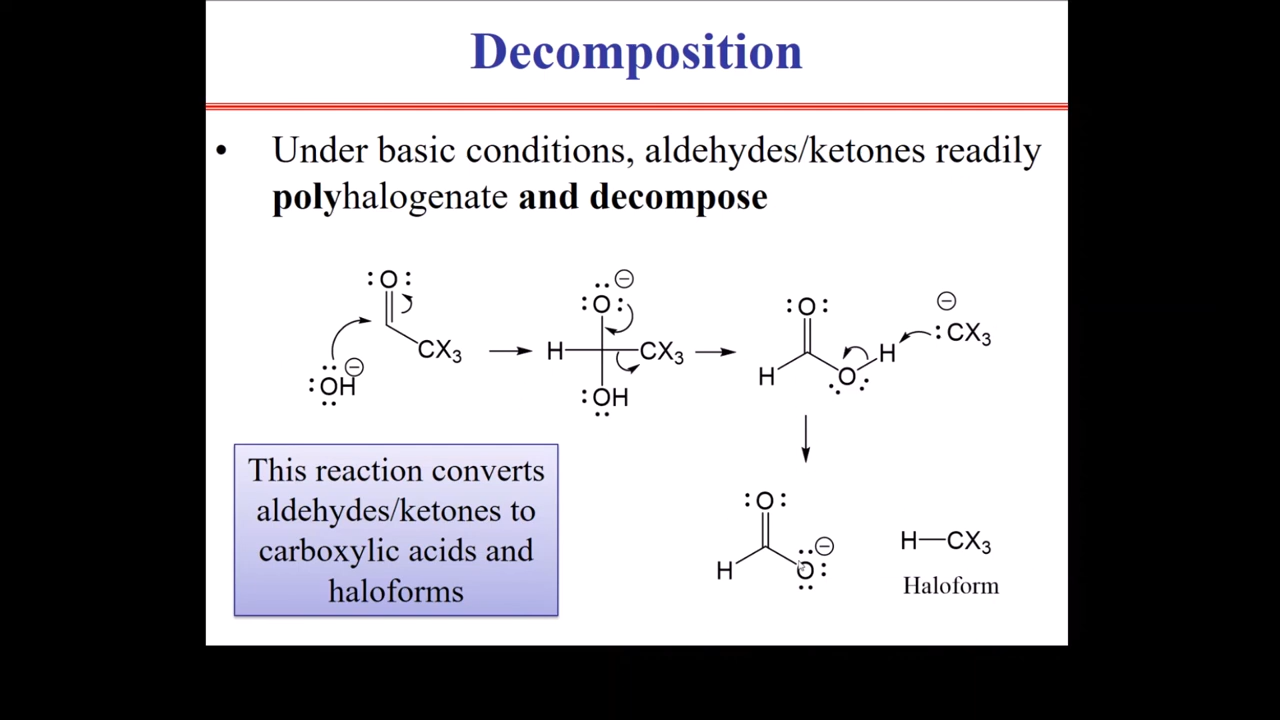 Decomposition
• Under basic conditions, aldehydes/ketones readily
polyhalogenate and decompose
:O:
CX3
:OH ⊖
:O: ⊖
H CX3
:OH
:O:
H O H
⊖
:CX3
This reaction converts
aldehydes/ketones to
carboxylic acids and
haloforms
:O:
H O: ⊖
H—CX3
Haloform